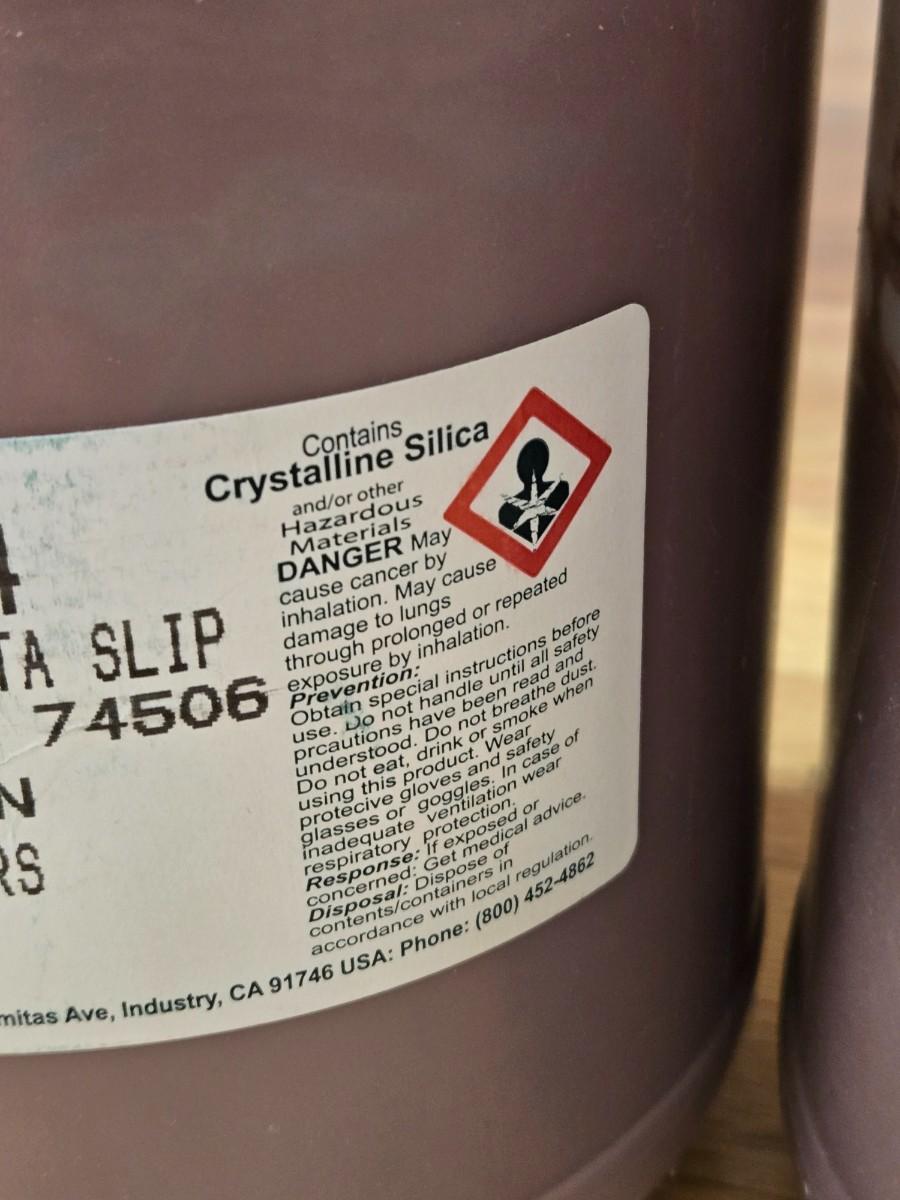 Contains
Crystalline Silica
and/or other
Hazardous
Materials
DANGER May
cause cancer by
inhalation. May cause
damage to lungs
through prolonged or repeated
exposure by inhalation.
Prevention:
Obtain special instructions before
use. Do not handle until all safety
prcautions have been read and
understood. Do not breathe dust.
Do not eat, drink or smoke when
using this product. Wear
protecive gloves and safety
glasses or goggles. In case of
inadequate ventilation wear
respiratory protection.
Response: If exposed or
concerned: Get medical advice.
Disposal: Dispose of
contents/containers in
accordance with local regulation.
4
TA SLIP
74506
N
RS
mitas Ave, Industry, CA 91746 USA: Phone: (800) 452-4862